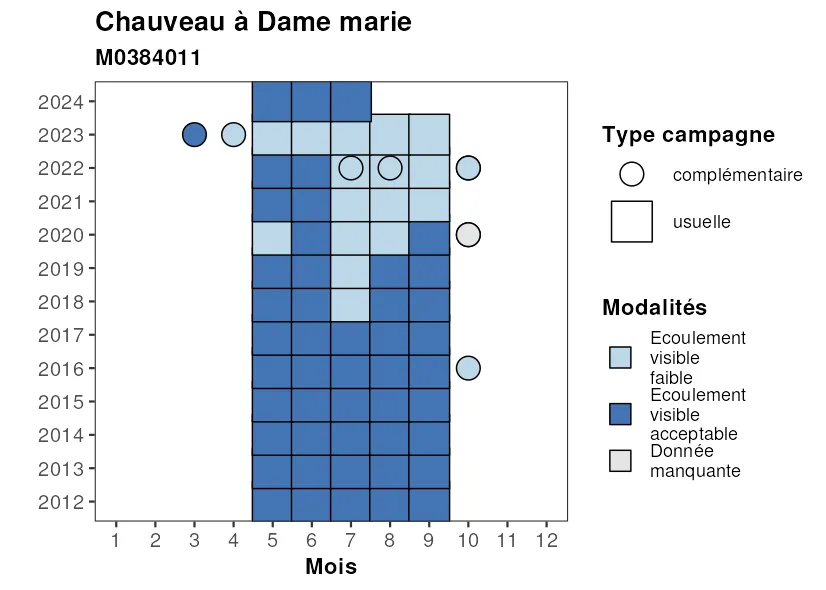 Chauveau à Dame marie
M0384011
2024
2023
2022
2021
2020
2019
2018
2017
2016
2015
2014
2013
2012
1 2 3 4 5 6 7 8 9 10 11 12
Mois
Type campagne
complémentaire
usuelle
Modalités
Ecoulement
visible
faible
Ecoulement
visible
acceptable
Donnée
manquante